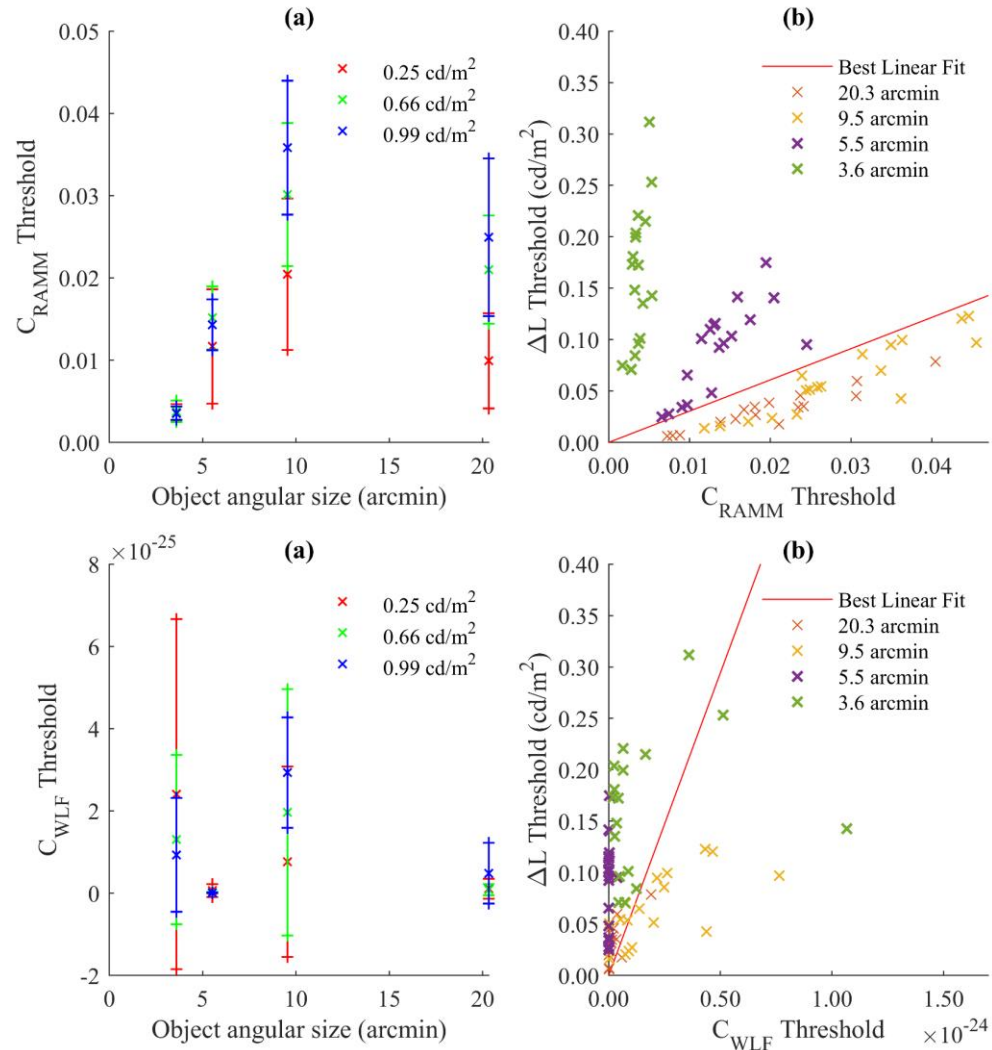 (a)
0.05
0.04
0.03
0.02
0.01
0.00
C_RAMM Threshold
0.25 cd/m²
0.66 cd/m²
0.99 cd/m²
0 5 10 15 20
Object angular size (arcmin)
(b)
0.40
0.35
0.30
0.25
0.20
0.15
0.10
0.05
0.00
ΔL Threshold (cd/m²)
Best Linear Fit
20.3 arcmin
9.5 arcmin
5.5 arcmin
3.6 arcmin
0.00 0.01 0.02 0.03 0.04
C_RAMM Threshold
(a)
×10⁻²⁵
8
6
4
2
0
-2
C_WLF Threshold
0.25 cd/m²
0.66 cd/m²
0.99 cd/m²
0 5 10 15 20
Object angular size (arcmin)
(b)
0.40
0.35
0.30
0.25
0.20
0.15
0.10
0.05
0.00
ΔL Threshold (cd/m²)
Best Linear Fit
20.3 arcmin
9.5 arcmin
5.5 arcmin
3.6 arcmin
0.00 0.50 1.00 1.50
C_WLF Threshold ×10⁻²⁴